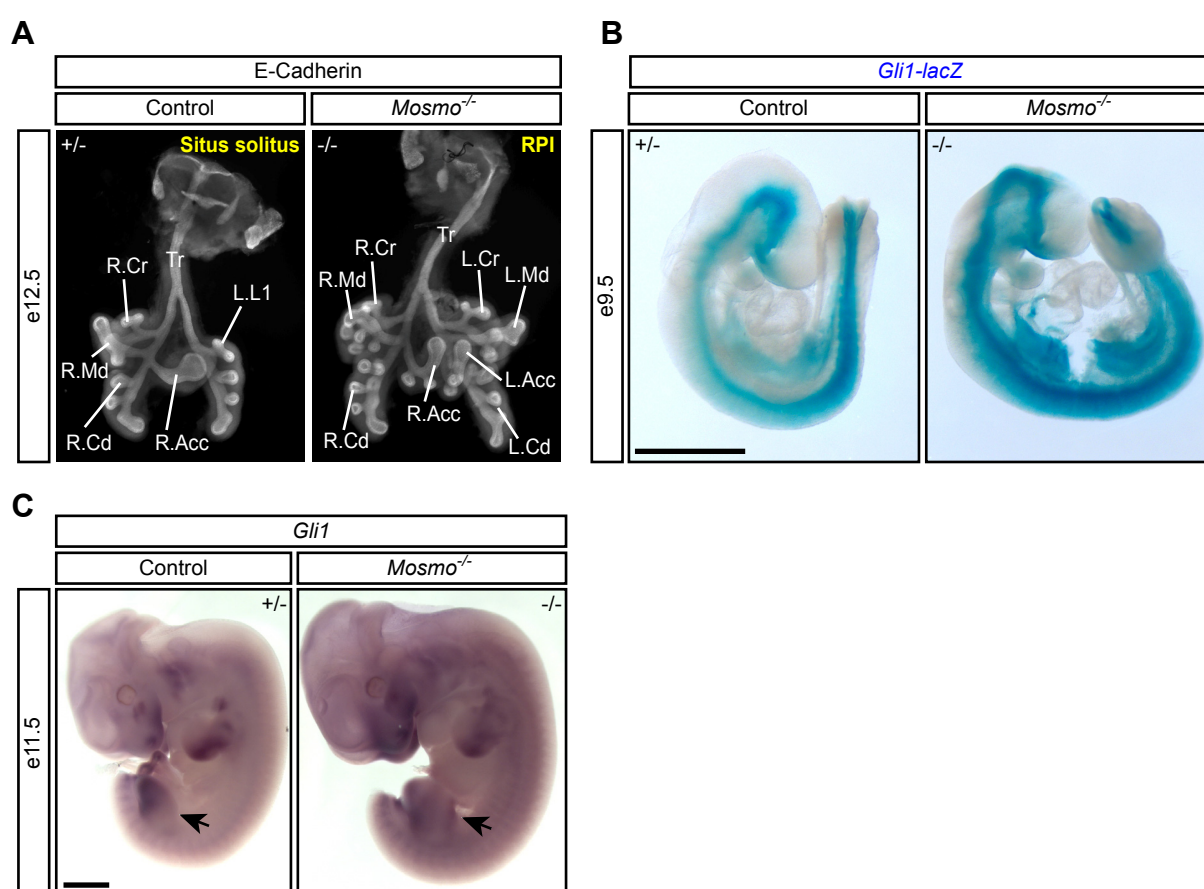 A
E-Cadherin
Control
Mosmo-/-
e12.5
+/-
Situs solitus
Tr
R.Cr
L.L1
R.Md
R.Cd
R.Acc
-/-
RPI
Tr
R.Cr
L.Cr
R.Md
L.Md
L.Acc
R.Acc
R.Cd
L.Cd
B
Gli1-lacZ
Control
Mosmo-/-
e9.5
+/-
-/-
C
Gli1
Control
Mosmo-/-
e11.5
+/-
-/-